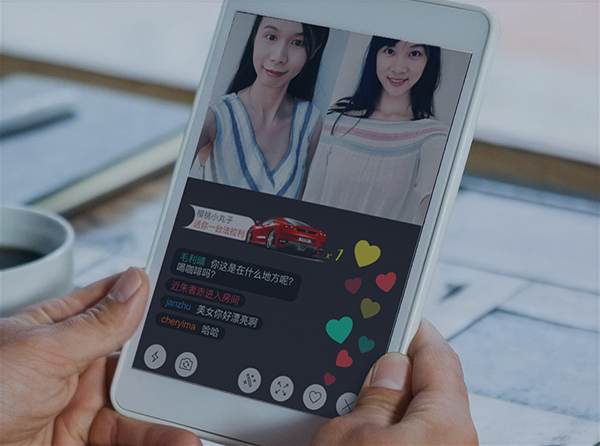 樱桃小丸子
送你一台法拉利
x 1
毛利晴 你这是在什么地方呢?
喝咖啡吗?
近朱者赤进入房间
janzhu 美女你好漂亮啊
cherylma 哈哈